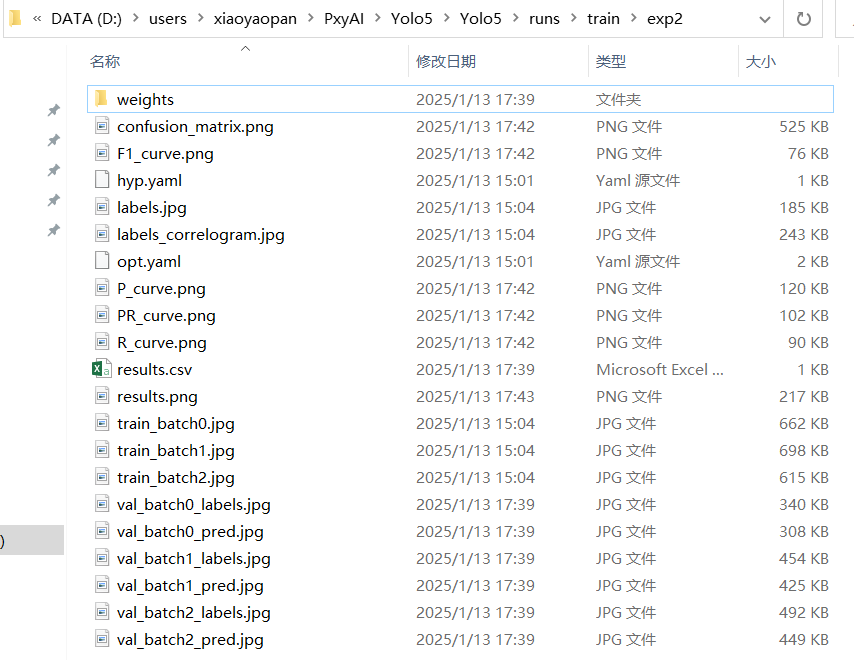 « DATA (D:) › users › xiaoyaopan › PxyAI › Yolo5 › Yolo5 › runs › train › exp2
名称 修改日期 类型 大小
weights 2025/1/13 17:39 文件夹
confusion_matrix.png 2025/1/13 17:42 PNG 文件 525 KB
F1_curve.png 2025/1/13 17:42 PNG 文件 76 KB
hyp.yaml 2025/1/13 15:01 Yaml 源文件 1 KB
labels.jpg 2025/1/13 15:04 JPG 文件 185 KB
labels_correlogram.jpg 2025/1/13 15:04 JPG 文件 243 KB
opt.yaml 2025/1/13 15:01 Yaml 源文件 2 KB
P_curve.png 2025/1/13 17:42 PNG 文件 120 KB
PR_curve.png 2025/1/13 17:42 PNG 文件 102 KB
R_curve.png 2025/1/13 17:42 PNG 文件 90 KB
results.csv 2025/1/13 17:39 Microsoft Excel ... 1 KB
results.png 2025/1/13 17:43 PNG 文件 217 KB
train_batch0.jpg 2025/1/13 15:04 JPG 文件 662 KB
train_batch1.jpg 2025/1/13 15:04 JPG 文件 698 KB
train_batch2.jpg 2025/1/13 15:04 JPG 文件 615 KB
val_batch0_labels.jpg 2025/1/13 17:39 JPG 文件 340 KB
val_batch0_pred.jpg 2025/1/13 17:39 JPG 文件 308 KB
)
val_batch1_labels.jpg 2025/1/13 17:39 JPG 文件 454 KB
val_batch1_pred.jpg 2025/1/13 17:39 JPG 文件 425 KB
val_batch2_labels.jpg 2025/1/13 17:39 JPG 文件 492 KB
val_batch2_pred.jpg 2025/1/13 17:39 JPG 文件 449 KB